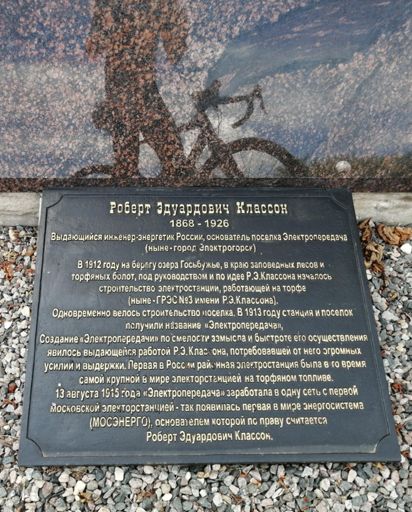 Роберт Эдуардович Классон
1868 - 1926
Выдающийся инженер-энергетик России, основатель поселка Электропередача
(ныне - город Электрогорск)
В 1912 году на берегу озера Госьбужье, в краю заповедных лесов и
торфяных болот, под руководством и по идее Р.Э.Классона началось
строительство электростанции, работающей на торфе
(ныне - ГРЭС №3 имени Р.Э.Классона).
Одновременно велось строительство поселка. В 1913 году станция и поселок
получили название «Электропередача»,
Создание «Электропередачи» по смелости замысла и быстроте его осуществления
явилось выдающейся работой Р.Э.Классона, потребовавшей от него огромных
усилий и выдержки. Первая в России районная электростанция была в то время
самой крупной в мире электорстанцией на торфяном топливе.
13 августа 1915 года «Электропередача» заработала в одну сеть с первой
Московской электорстанцией - так появилась первая в мире энергосистема
(МОСЭНЕРГО), основателем которой по праву считается
Роберт Эдуардович Классон.